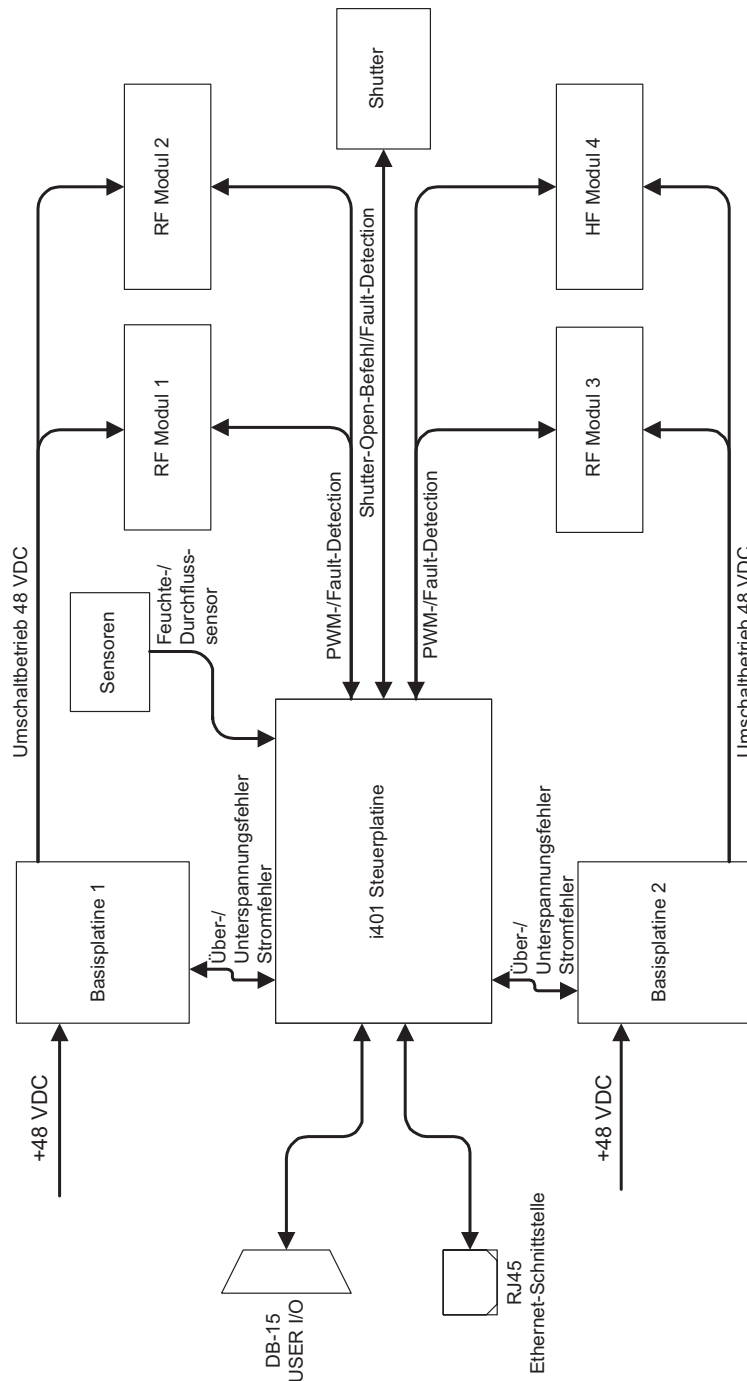 +48 VDC
Basisplatine 1
Umschaltbetrieb 48 VDC
RF Modul 1
RF Modul 2
Sensoren
Feuchte-/
Durchfluss-
sensor
Über-/
Unterspannungsfehler
Stromfehler
DB-15
USER I/O
i401 Steuerplatine
PWM-/Fault-Detection
Shutter-Open-Befehl/Fault-Detection
Shutter
PWM-/Fault-Detection
RJ45
Ethernet-Schnittstelle
Über-/
Unterspannungsfehler
Stromfehler
RF Modul 3
HF Modul 4
+48 VDC
Basisplatine 2
Umschaltbetrieb 48 VDC